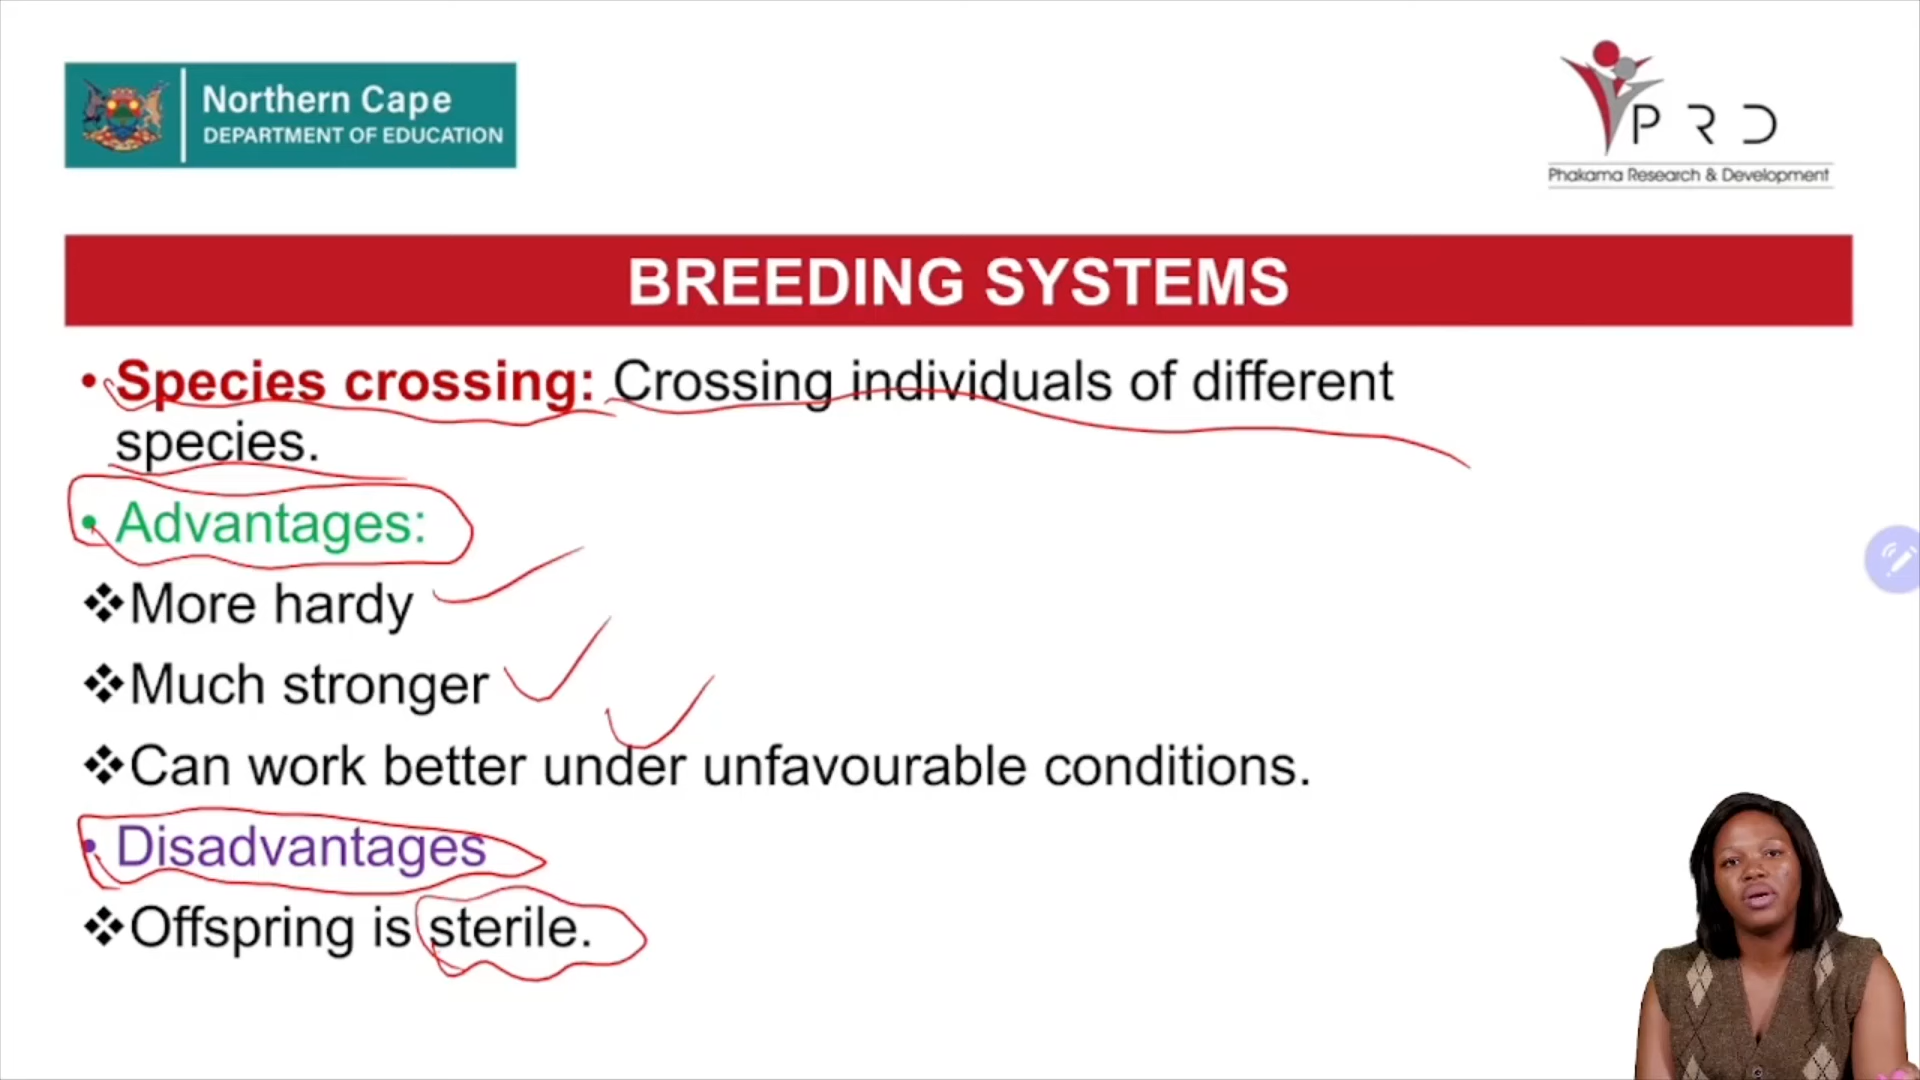 Northern Cape
DEPARTMENT OF EDUCATION
PRD
Phakama Research & Development
BREEDING SYSTEMS
• Species crossing: Crossing individuals of different
species.
• Advantages:
❖More hardy
❖Much stronger
❖Can work better under unfavourable conditions.
• Disadvantages
❖Offspring is sterile.